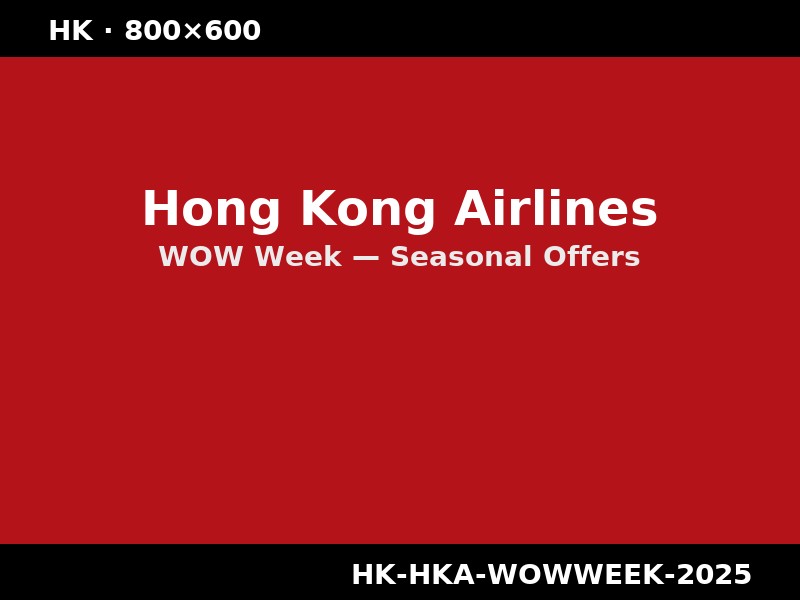 HK · 800×600
Hong Kong Airlines
WOW Week — Seasonal Offers
HK-HKA-WOWWEEK-2025